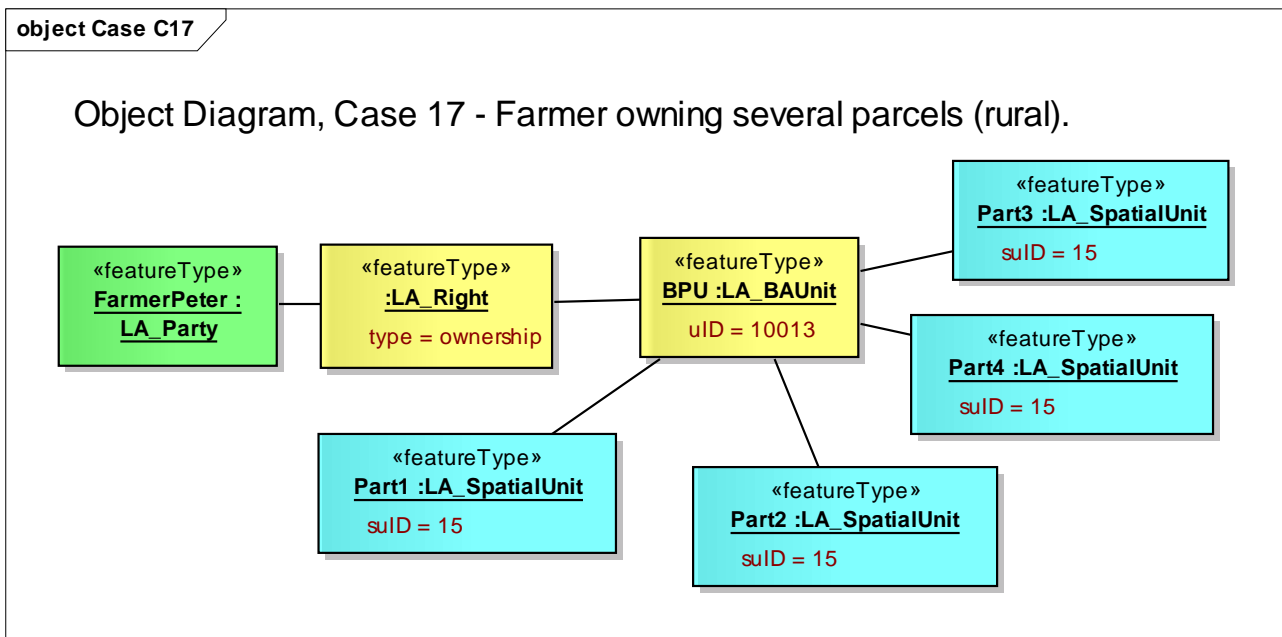 object Case C17
Object Diagram, Case 17 - Farmer owning several parcels (rural).
«featureType»
FarmerPeter :
LA_Party
«featureType»
:LA_Right
type = ownership
«featureType»
BPU :LA_BAUnit
uID = 10013
«featureType»
Part3 :LA_SpatialUnit
suID = 15
«featureType»
Part4 :LA_SpatialUnit
suID = 15
«featureType»
Part1 :LA_SpatialUnit
suID = 15
«featureType»
Part2 :LA_SpatialUnit
suID = 15